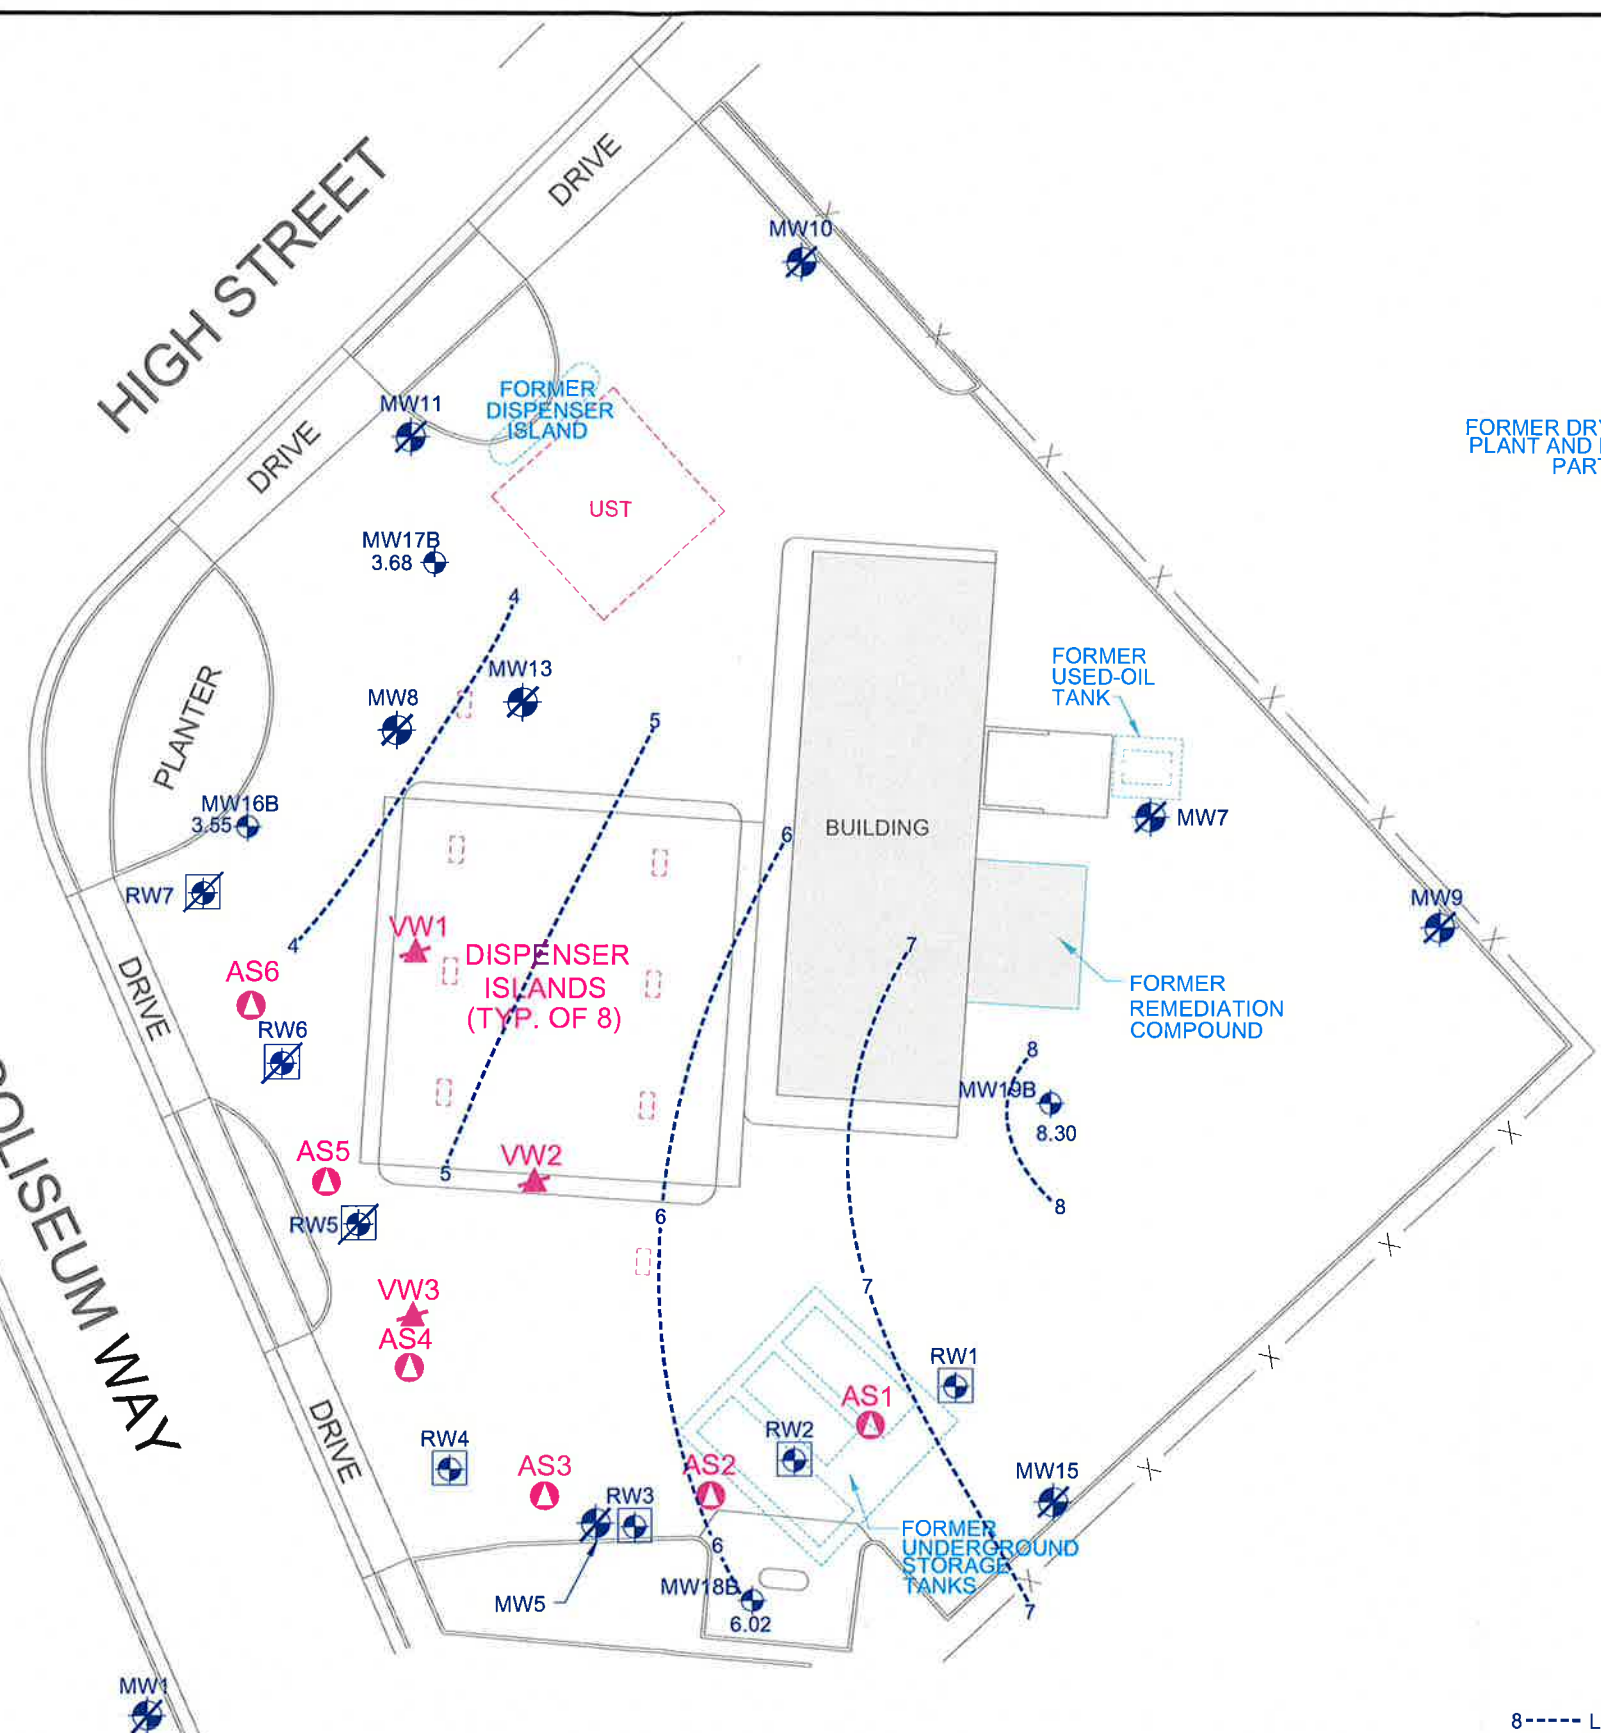 HIGH STREET
DRIVE
MW10
MW11
FORMER
DISPENSER
ISLAND
DRIVE
UST
FORMER DRY
PLANT AND
PART
MW17B
3.68
4
MW13
MW8
5
PLANTER
FORMER
USED-OIL
TANK
MW16B
3.55
6
BUILDING
MW7
RW7
MW9
VW1
4
7
DISPENSER
ISLANDS
(TYP. OF 8)
AS6
DRIVE
FORMER
REMEDIATION
COMPOUND
RW6
8
MW19B
8.30
AS5
VW2
5
8
RW5
6
OLISEUM WAY
VW3
7
AS4
RW1
AS1
DRIVE
RW4
RW2
AS3
AS2
MW15
RW3
6
FORMER
UNDERGROUND
STORAGE
TANKS
MW5
MW18B
6.02
7
MW1
8----- L